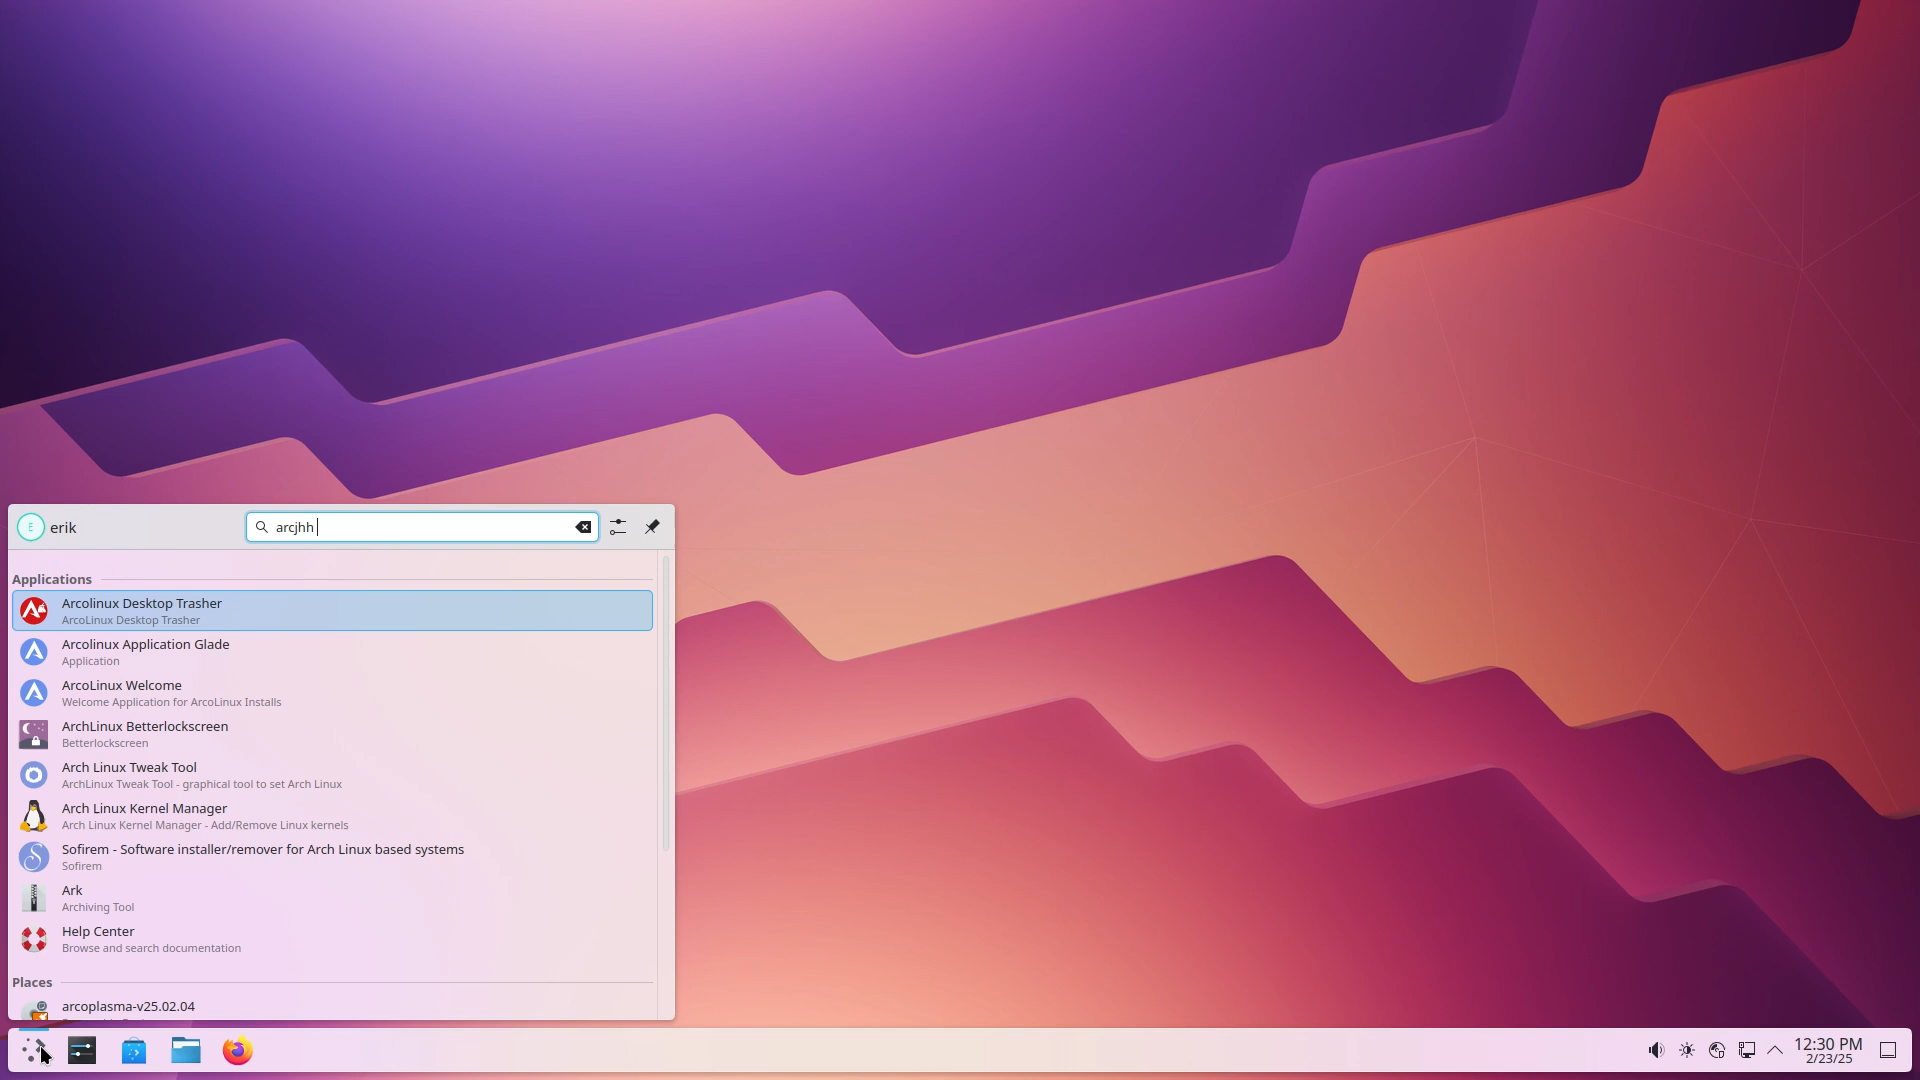 E
erik
arcjhh
Applications
Arcolinux Desktop Trasher
ArcoLinux Desktop Trasher
Arcolinux Application Glade
Application
ArcoLinux Welcome
Welcome Application for ArcoLinux Installs
ArchLinux Betterlockscreen
Betterlockscreen
Arch Linux Tweak Tool
ArchLinux Tweak Tool - graphical tool to set Arch Linux
Arch Linux Kernel Manager
Arch Linux Kernel Manager - Add/Remove Linux kernels
Sofirem - Software installer/remover for Arch Linux based systems
Sofirem
Ark
Archiving Tool
Help Center
Browse and search documentation
Places
arcoplasma-v25.02.04
12:30 PM
2/23/25